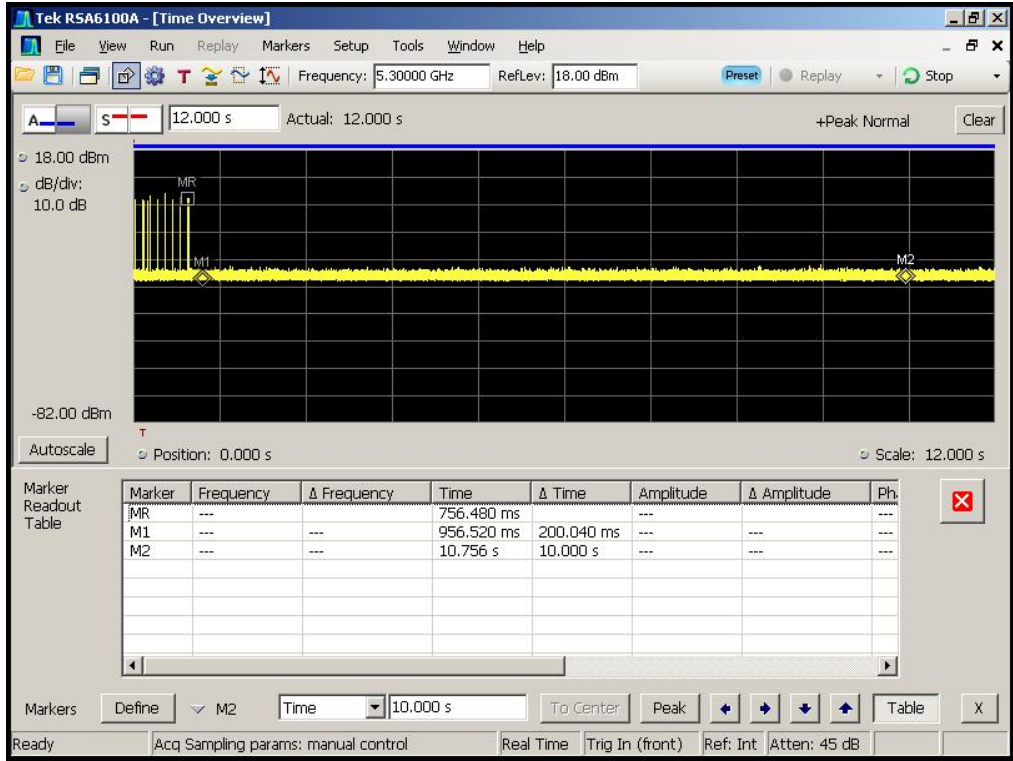 Tek RSA6100A - [Time Overview]
File View Run Replay Markers Setup Tools Window Help
T Frequency: 5.30000 GHz RefLev: 18.00 dBm Preset Replay Stop
A S 12.000 s Actual: 12.000 s +Peak Normal Clear
18.00 dBm
dB/div:
10.0 dB
MR
M1
M2
-82.00 dBm
T
Autoscale Position: 0.000 s Scale: 12.000 s
Marker
Readout
Table
Marker Frequency Δ Frequency Time Δ Time Amplitude Δ Amplitude Ph
MR --- 756.480 ms --- ---
M1 --- --- 956.520 ms 200.040 ms --- --- ---
M2 --- --- 10.756 s 10.000 s --- --- ---
Markers Define M2 Time 10.000 s To Center Peak Table X
Ready Acq Sampling params: manual control Real Time Trig In (front) Ref: Int Atten: 45 dB